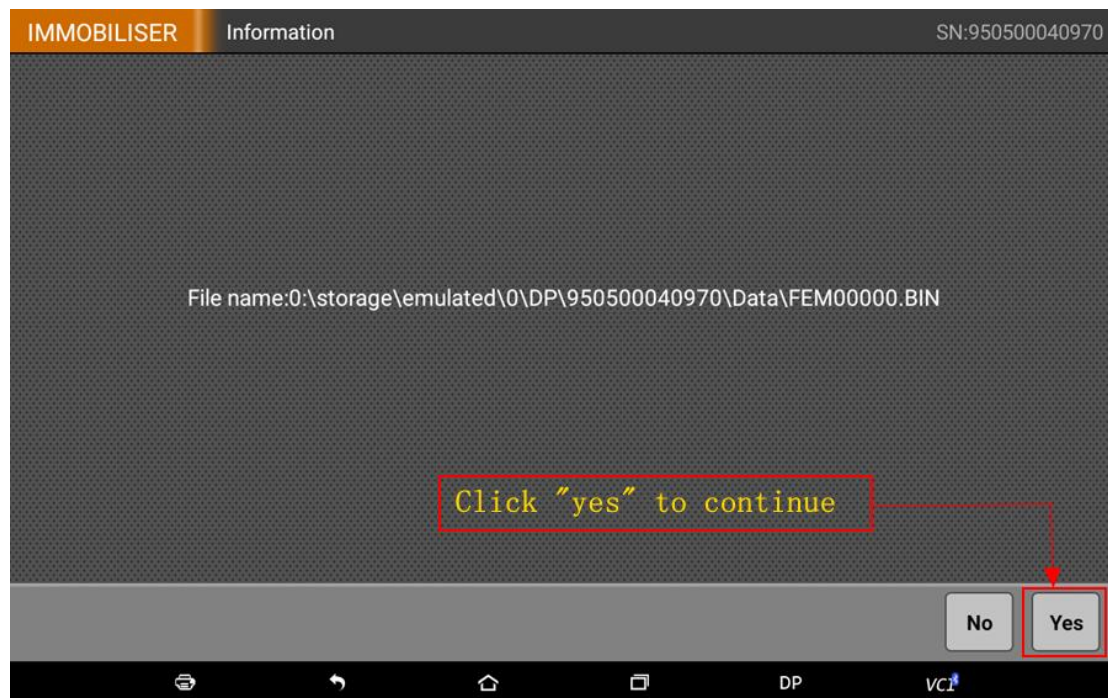 IMMOBILISER Information SN:950500040970
File name:0:\storage\emulated\0\DP\950500040970\Data\FEM00000.BIN
Click "yes" to continue
No Yes
DP VCI